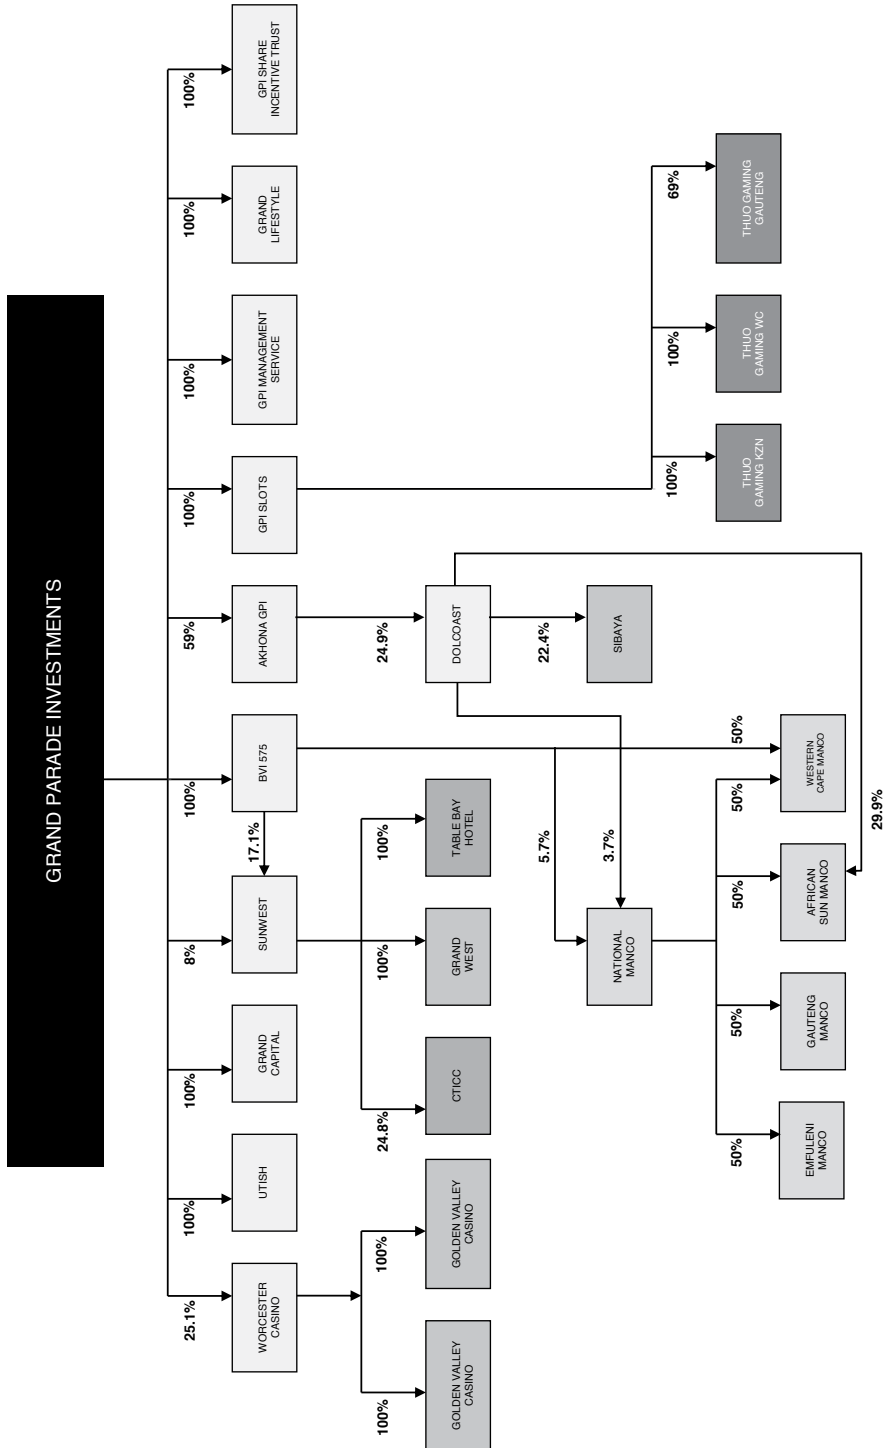 GRAND PARADE INVESTMENTS
25.1%
100%
100%
8%
100%
59%
100%
100%
100%
100%
WORCESTER
CASINO
UTISH
GRAND
CAPITAL
SUNWEST
17.1%
BVI 575
AKHONA GPI
GPI SLOTS
GPI MANAGEMENT
SERVICE
GRAND
LIFESTYLE
GPI SHARE
INCENTIVE TRUST
100%
100%
24.8%
100%
100%
24.9%
GOLDEN VALLEY
CASINO
GOLDEN VALLEY
CASINO
CTICC
GRAND
WEST
TABLE BAY
HOTEL
DOLCOAST
5.7%
22.4%
3.7%
NATIONAL
MANCO
SIBAYA
100%
100%
69%
THUO
GAMING KZN
THUO
GAMING WC
THUO GAMING
GAUTENG
50%
50%
50%
50%
50%
EMFULENI
MANCO
GAUTENG
MANCO
AFRICAN
SUN MANCO
WESTERN
CAPE MANCO
29.9%